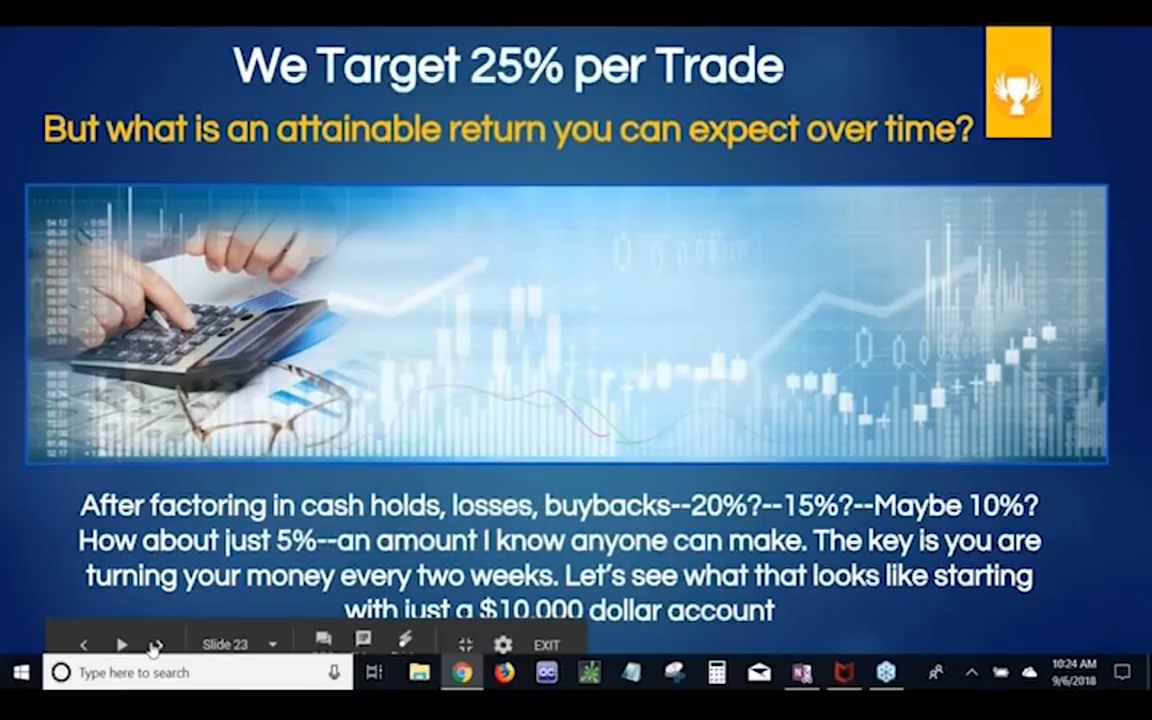 We Target 25% per Trade
But what is an attainable return you can expect over time?
After factoring in cash holds, losses, buybacks--20%?--15%?--Maybe 10%?
How about just 5%--an amount I know anyone can make. The key is you are
turning your money every two weeks. Let's see what that looks like starting
with just a $10,000 dollar account
Slide 23
EXIT
Type here to search
10:24 AM
9/6/2018